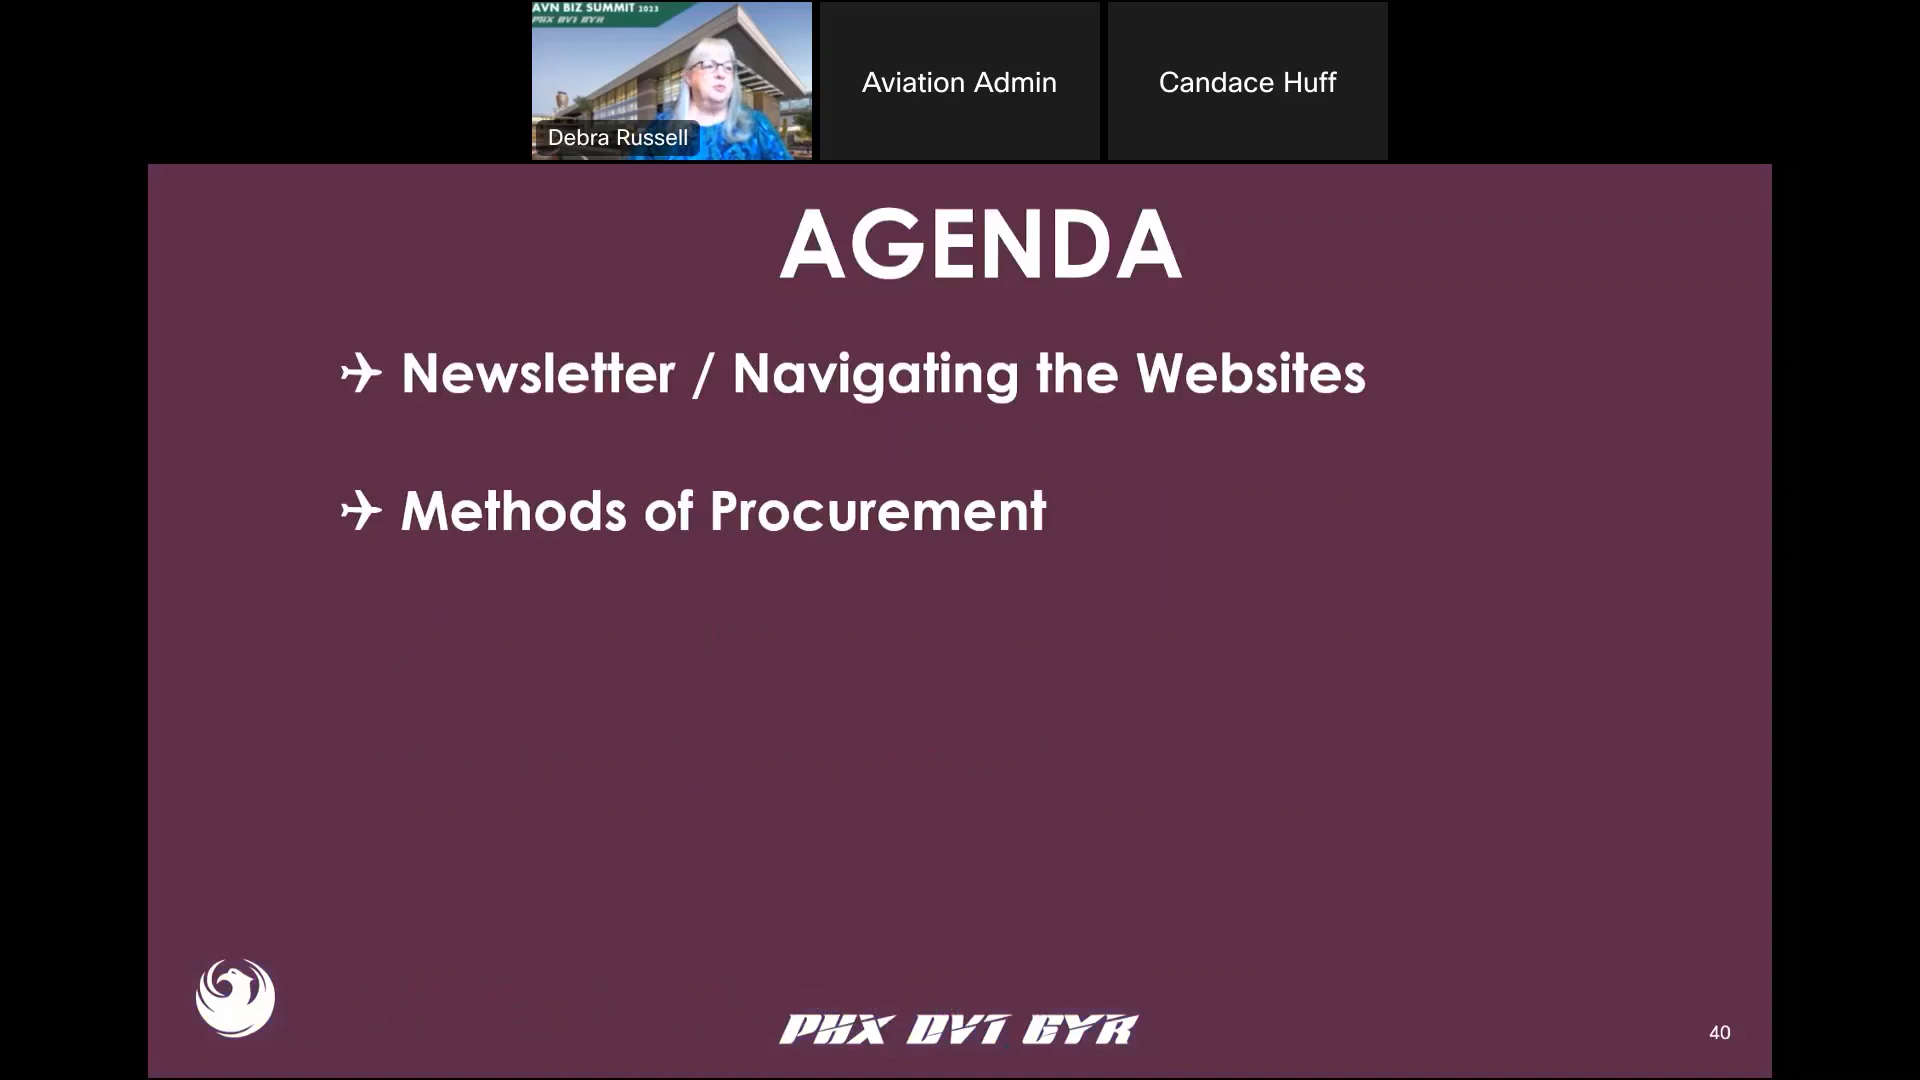 AVN BIZ SUMMIT 2023
PHX DVT GYR
Debra Russell
Aviation Admin
Candace Huff
AGENDA
Newsletter / Navigating the Websites
Methods of Procurement
PHX DVT GYR
40